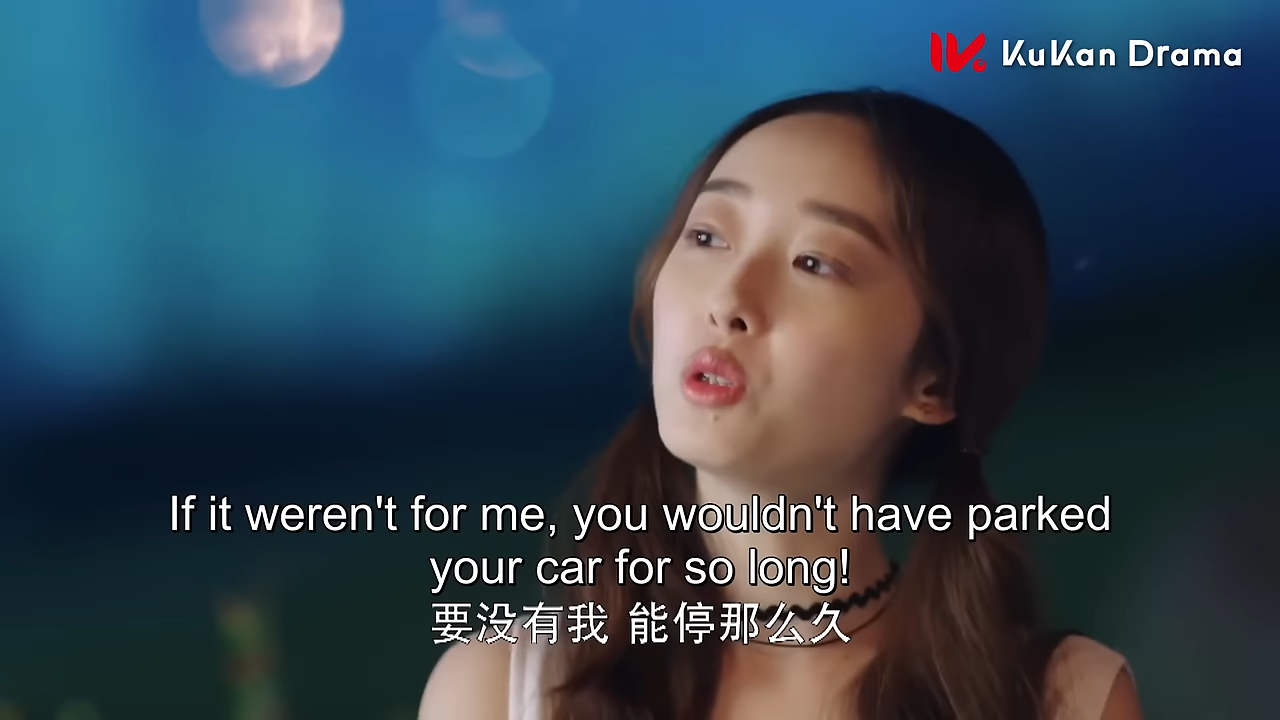 KuKan Drama
If it weren't for me, you wouldn't have parked
your car for so long!
要没有我 能停那么久